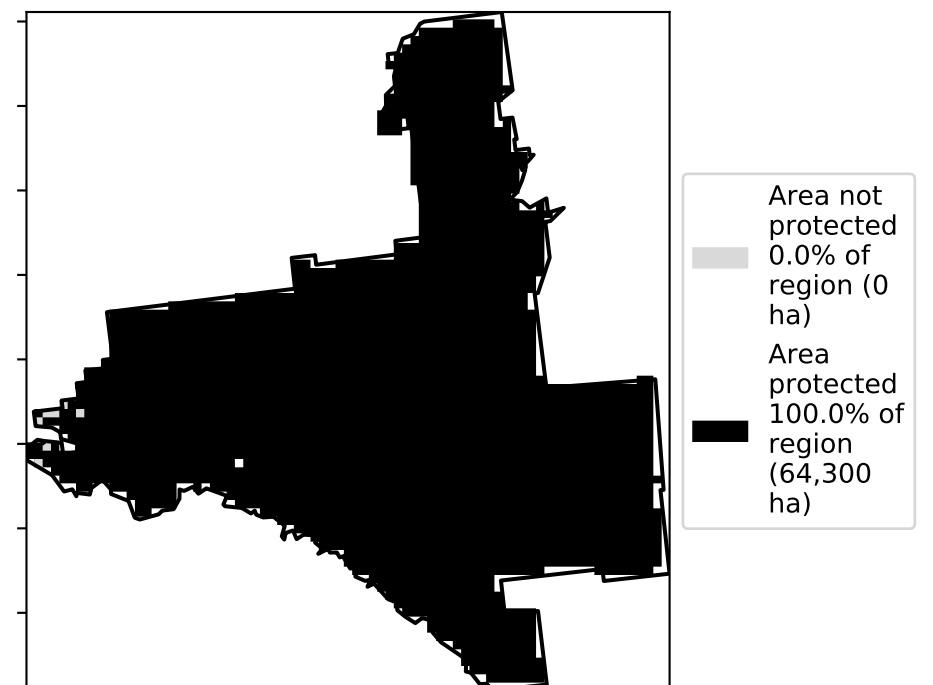 Area not
protected
0.0% of
region (0
ha)
Area
protected
100.0% of
region
(64,300
ha)